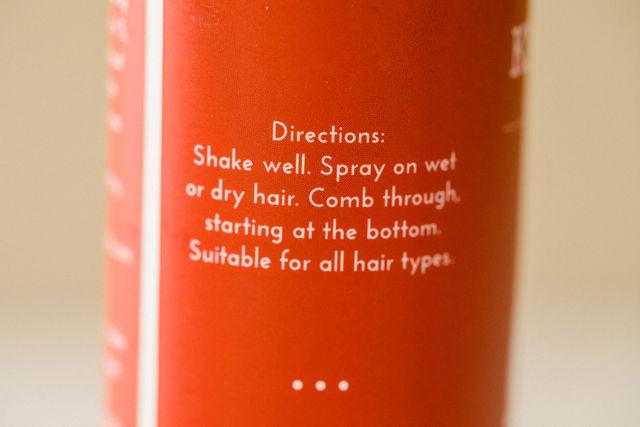 Directions:
Shake well. Spray on wet
or dry hair. Comb through,
starting at the bottom.
Suitable for all hair types.